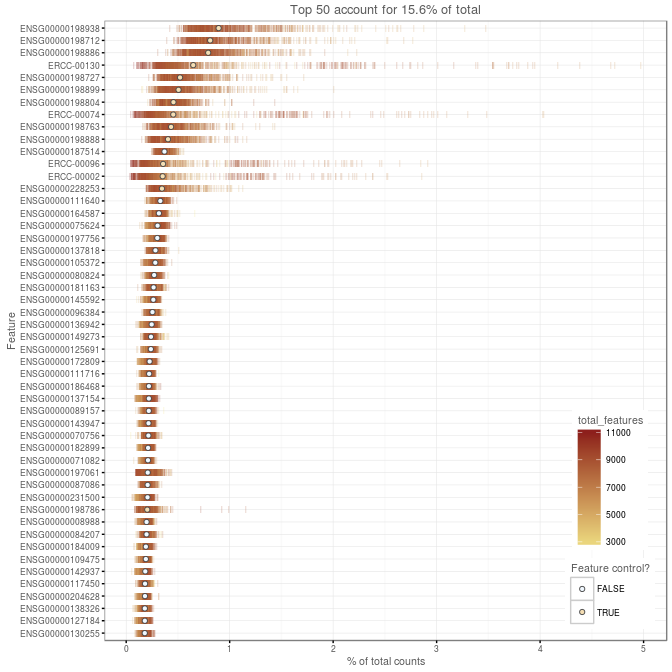 Top 50 account for 15.6% of total
ENSG00000198938
ENSG00000198712
ENSG00000198886
ERCC-00130
ENSG00000198727
ENSG00000198899
ENSG00000198804
ERCC-00074
ENSG00000198763
ENSG00000198888
ENSG00000187514
ERCC-00096
ERCC-00002
ENSG00000228253
ENSG00000111640
ENSG00000164587
ENSG00000075624
ENSG00000197756
ENSG00000137818
ENSG00000105372
ENSG00000080824
ENSG00000181163
ENSG00000145592
ENSG00000096384
ENSG00000136942
ENSG00000149273
ENSG00000125691
ENSG00000172809
ENSG00000111716
ENSG00000186468
ENSG00000137154
ENSG00000089157
ENSG00000143947
ENSG00000070756
ENSG00000182899
ENSG00000071082
ENSG00000197061
ENSG00000087086
ENSG00000231500
ENSG00000198786
ENSG00000008988
ENSG00000084207
ENSG00000184009
ENSG00000109475
ENSG00000142937
ENSG00000117450
ENSG00000204628
ENSG00000138326
ENSG00000127184
ENSG00000130255
Feature
0 1 2 3 4 5
% of total counts
total_features
11000
9000
7000
5000
3000
Feature control?
FALSE
TRUE